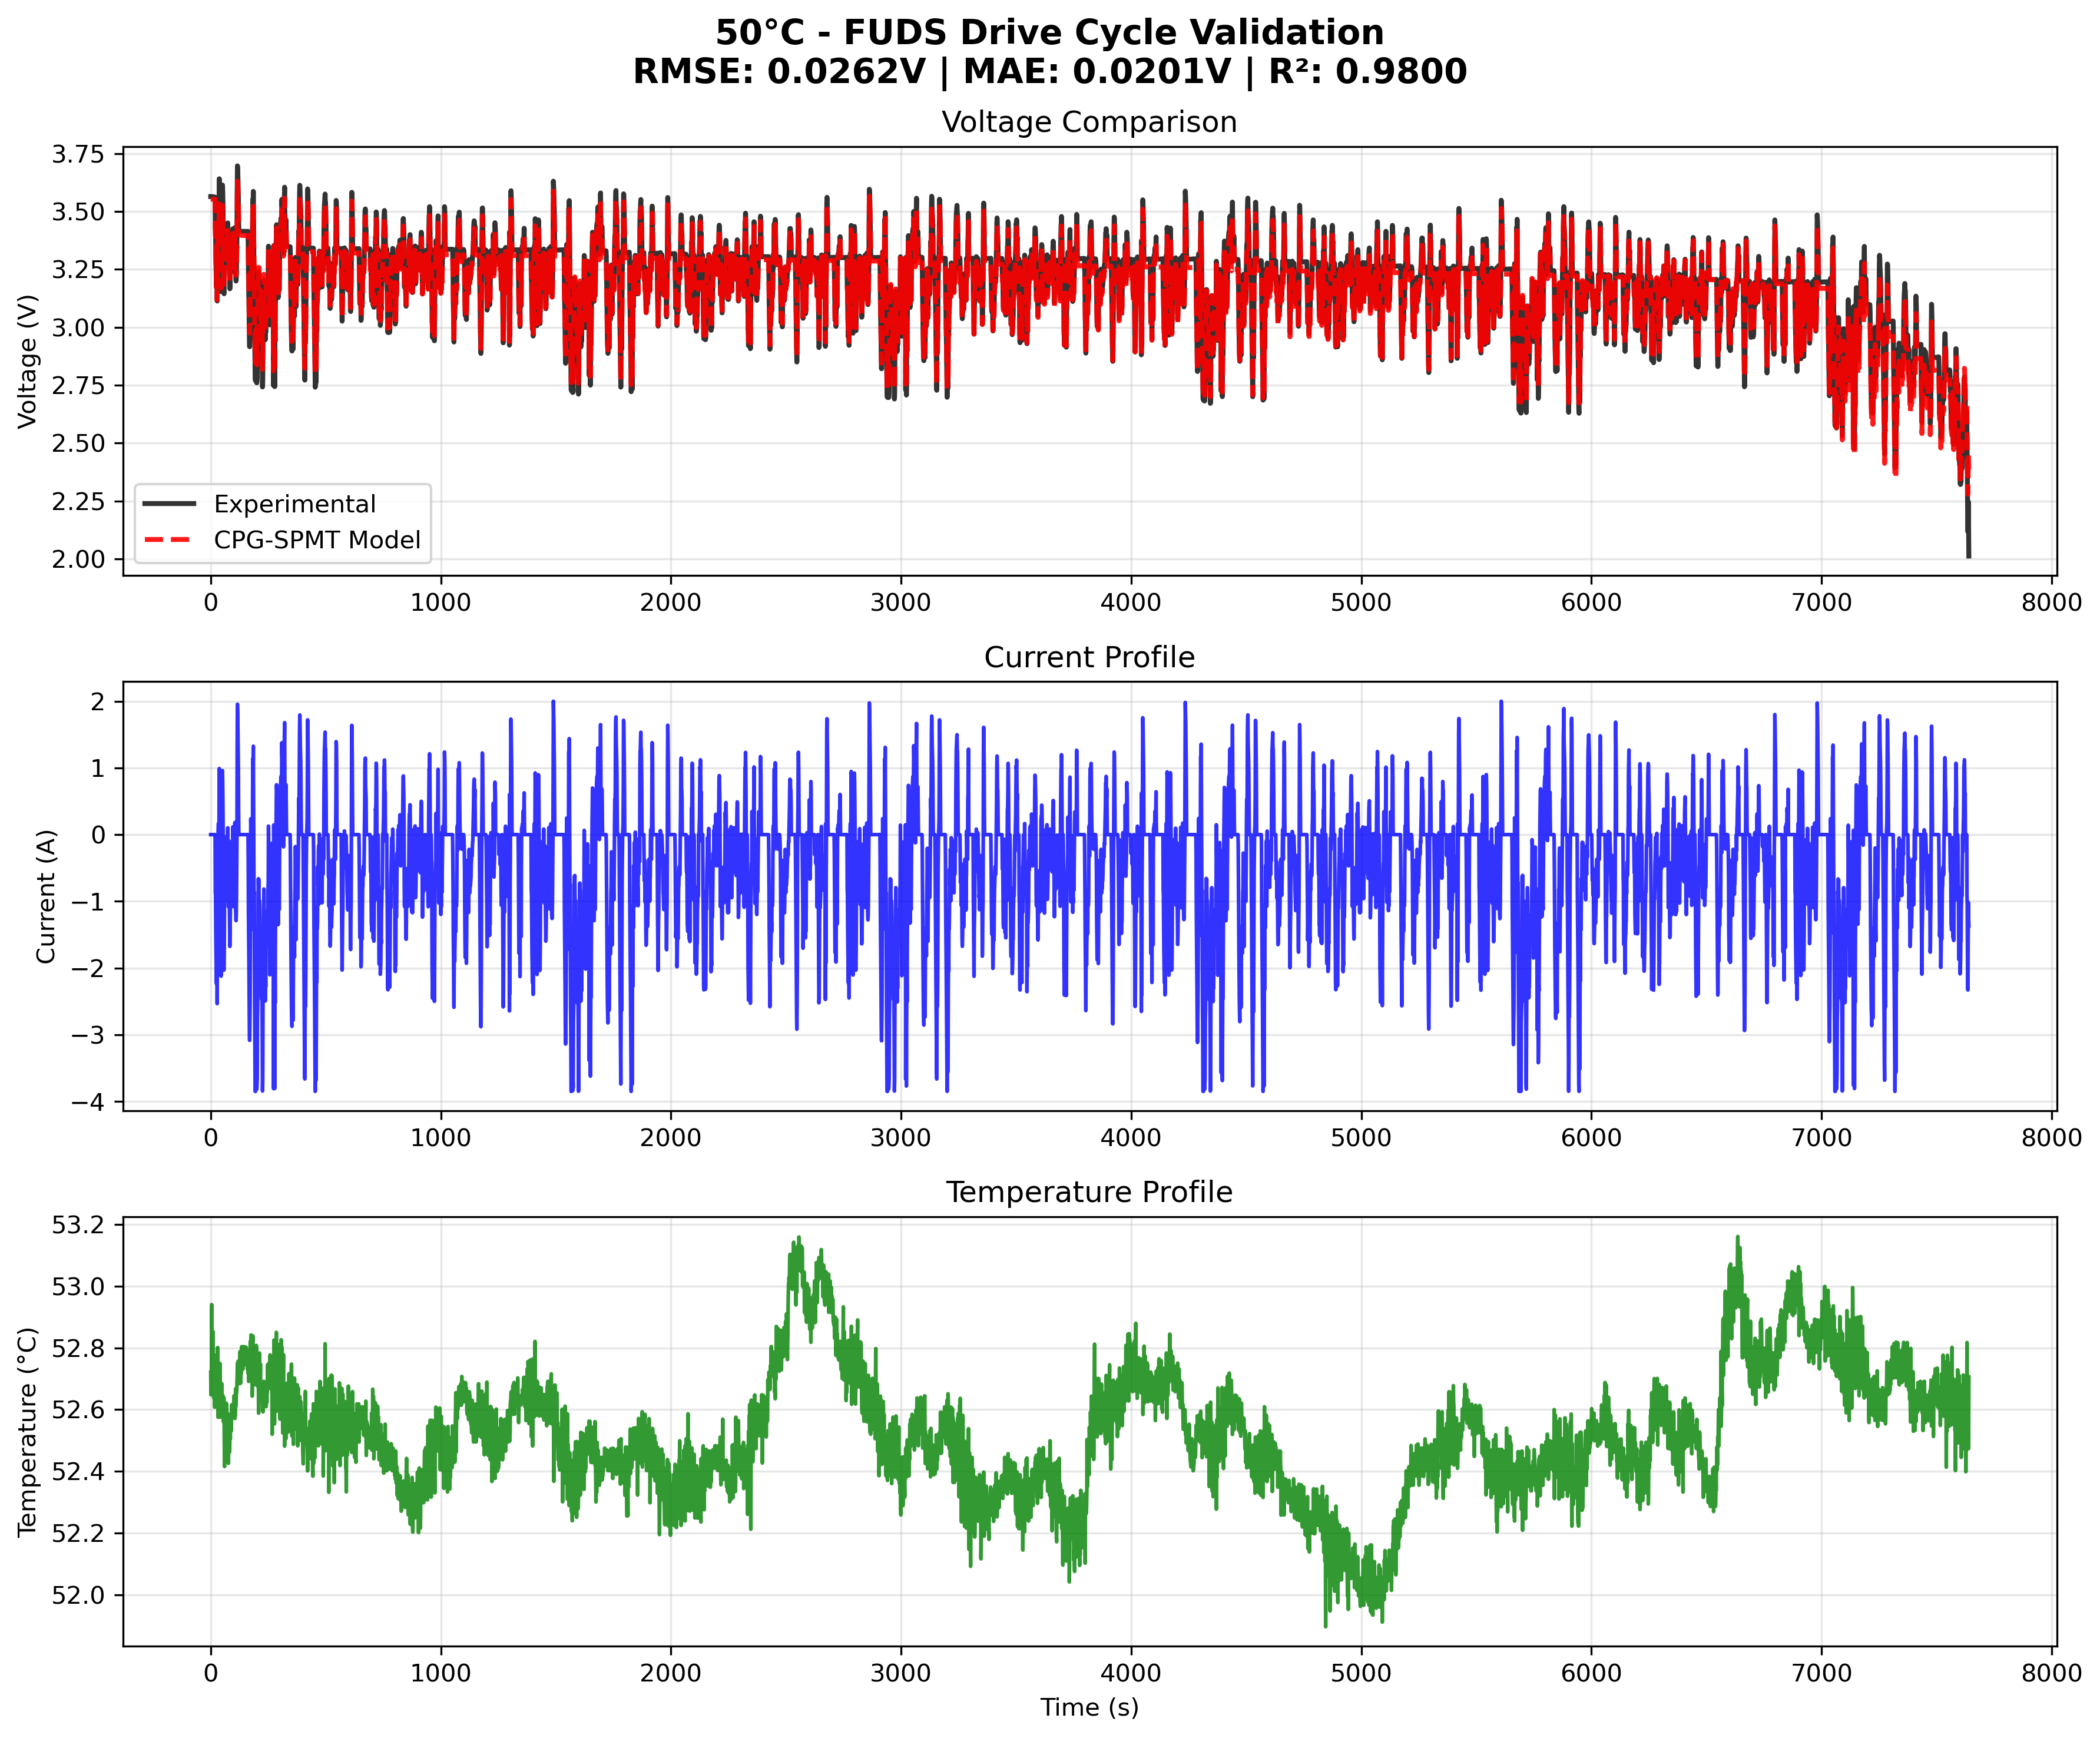 50°C - FUDS Drive Cycle Validation
RMSE: 0.0262V | MAE: 0.0201V | R²: 0.9800
Voltage Comparison
Voltage (V)
3.75
3.50
3.25
3.00
2.75
2.50
2.25
2.00
Experimental
CPG-SPMT Model
0 1000 2000 3000 4000 5000 6000 7000 8000
Current Profile
Current (A)
2
1
0
−1
−2
−3
−4
0 1000 2000 3000 4000 5000 6000 7000 8000
Temperature Profile
Temperature (°C)
53.2
53.0
52.8
52.6
52.4
52.2
52.0
0 1000 2000 3000 4000 5000 6000 7000 8000
Time (s)